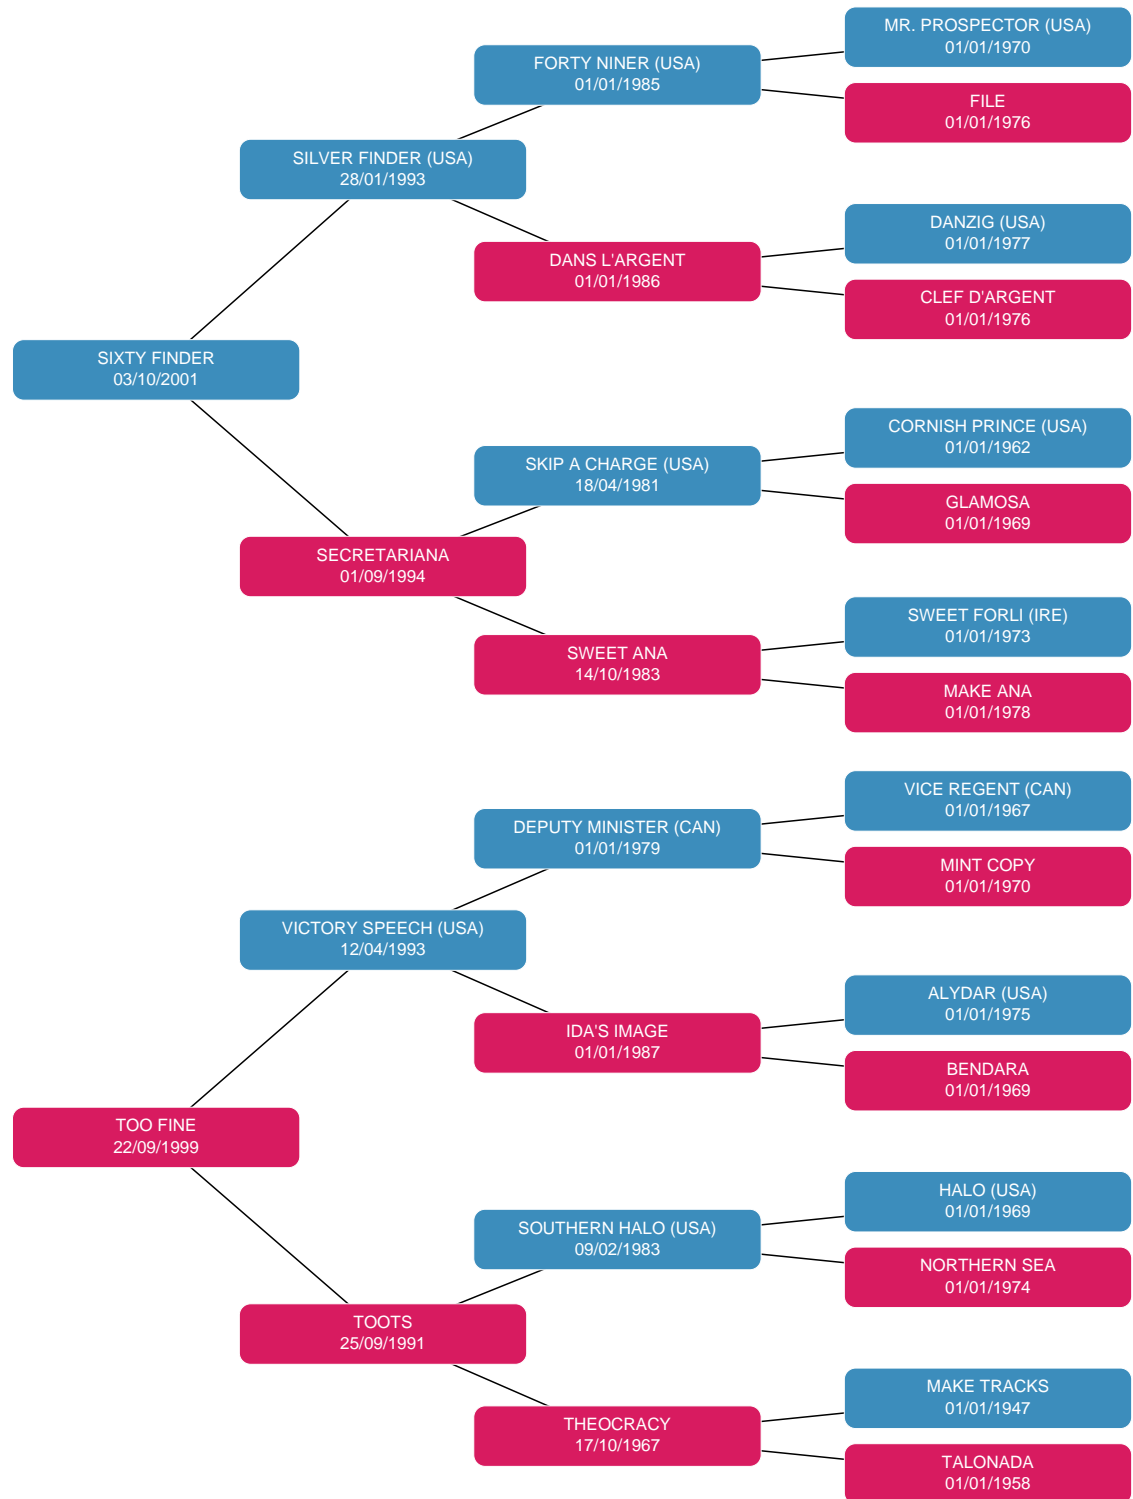 MR. PROSPECTOR (USA)
01/01/1970
FORTY NINER (USA)
01/01/1985
FILE
01/01/1976
SILVER FINDER (USA)
28/01/1993
DANZIG (USA)
01/01/1977
DANS L'ARGENT
01/01/1986
CLEF D'ARGENT
01/01/1976
SIXTY FINDER
03/10/2001
CORNISH PRINCE (USA)
01/01/1962
SKIP A CHARGE (USA)
18/04/1981
GLAMOSA
01/01/1969
SECRETARIANA
01/09/1994
SWEET FORLI (IRE)
01/01/1973
SWEET ANA
14/10/1983
MAKE ANA
01/01/1978
VICE REGENT (CAN)
01/01/1967
DEPUTY MINISTER (CAN)
01/01/1979
MINT COPY
01/01/1970
VICTORY SPEECH (USA)
12/04/1993
ALYDAR (USA)
01/01/1975
IDA'S IMAGE
01/01/1987
BENDARA
01/01/1969
TOO FINE
22/09/1999
HALO (USA)
01/01/1969
SOUTHERN HALO (USA)
09/02/1983
NORTHERN SEA
01/01/1974
TOOTS
25/09/1991
MAKE TRACKS
01/01/1947
THEOCRACY
17/10/1967
TALONADA
01/01/1958